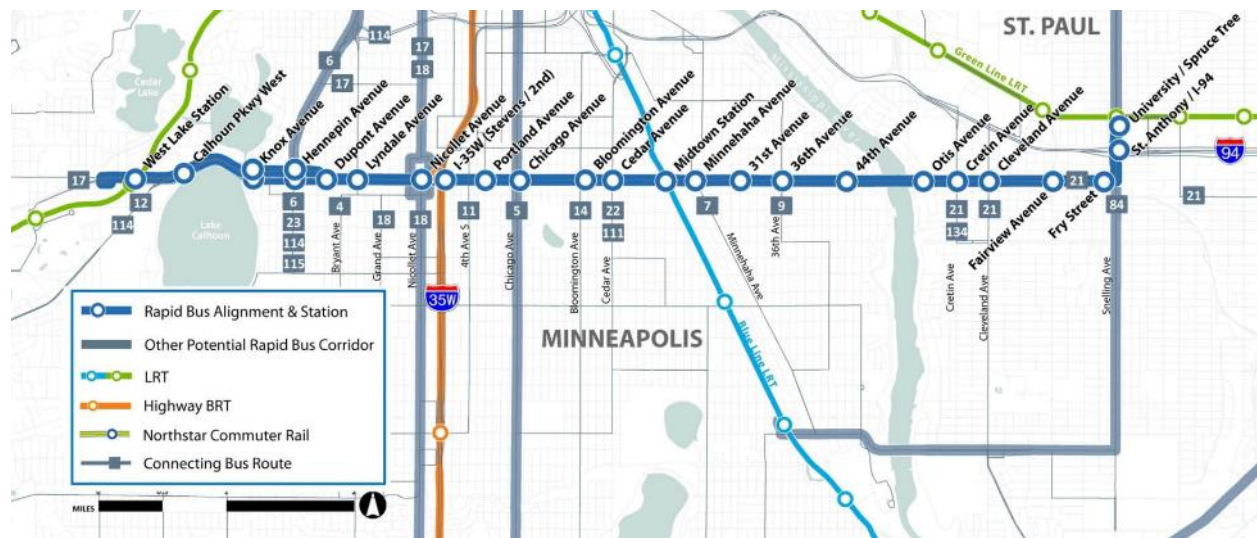 ST. PAUL
MINNEAPOLIS
Cedar
Lake
Lake
Calhoun
Mississippi River
Green Line LRT
Blue Line LRT
West Lake Station
Calhoun Pkwy West
Knox Avenue
Hennepin Avenue
Dupont Avenue
Lyndale Avenue
Nicollet Avenue
I-35W (Stevens / 2nd)
Portland Avenue
Chicago Avenue
Bloomington Avenue
Cedar Avenue
Midtown Station
Minnehaha Avenue
31st Avenue
36th Avenue
44th Avenue
Otis Avenue
Cretin Avenue
Cleveland Avenue
Fairview Avenue
Fry Street
St. Anthony / I-94
University / Spruce Tree
114
6
17
17
18
94
17
12
114
6
23
114
115
4
18
18
11
5
14
22
111
7
9
21
134
21
21
84
21
35W
Bryant Ave
Grand Ave
Nicollet Ave
4th Ave S
Chicago Ave
Bloomington Ave
Cedar Ave
Minnehaha Ave
36th Ave
Cretin Ave
Cleveland Ave
Snelling Ave
Rapid Bus Alignment & Station
Other Potential Rapid Bus Corridor
LRT
Highway BRT
Northstar Commuter Rail
Connecting Bus Route
MILES